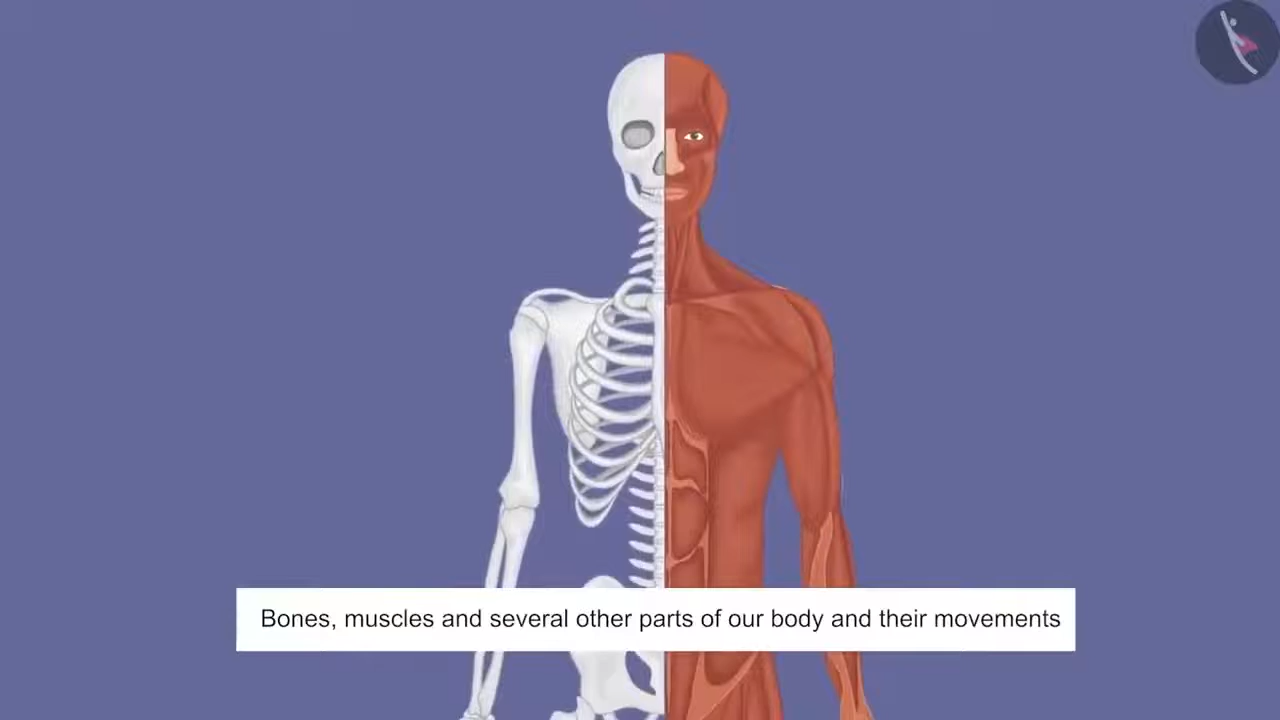 Bones, muscles and several other parts of our body and their movements